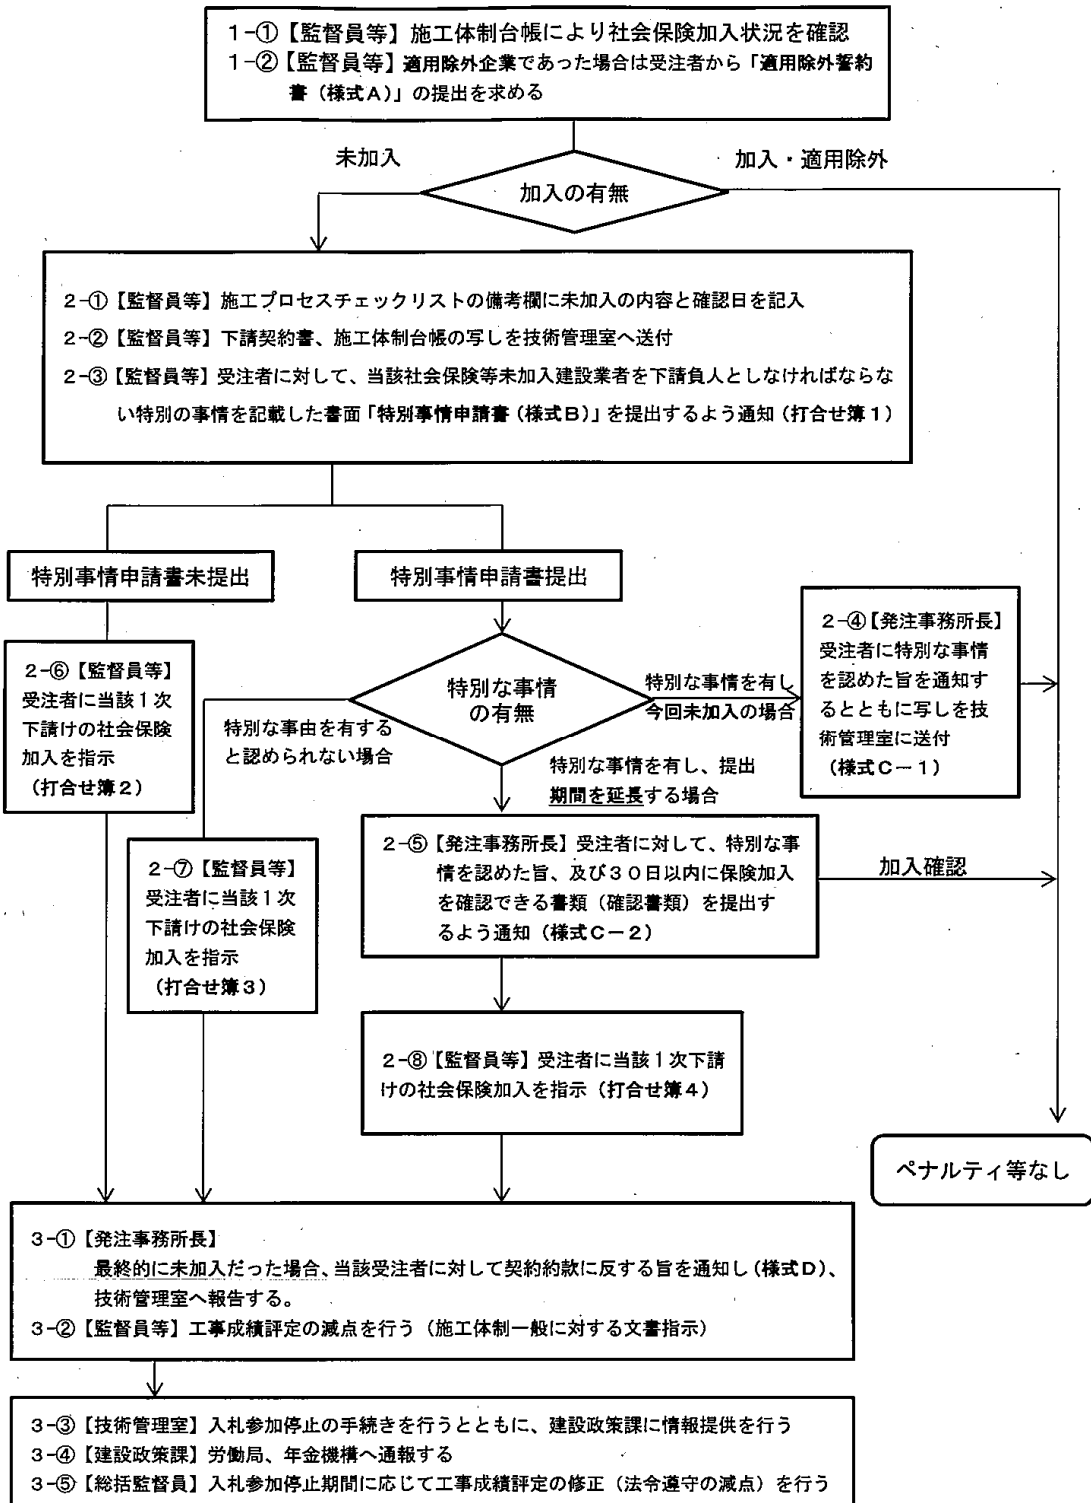 1-①【監督員等】施工体制台帳により社会保険加入状況を確認
1-②【監督員等】適用除外企業であった場合は受注者から「適用除外誓約
書（様式A）」の提出を求める
未加入
加入・適用除外
加入の有無
2-①【監督員等】施工プロセスチェックリストの備考欄に未加入の内容と確認日を記入
2-②【監督員等】下請契約書、施工体制台帳の写しを技術管理室へ送付
2-③【監督員等】受注者に対して、当該社会保険等未加入建設業者を下請負人としなければならな
い特別の事情を記載した書面「特別事情申請書（様式B）」を提出するよう通知（打合せ簿1）
特別事情申請書未提出
特別事情申請書提出
2-④【発注事務所長】
受注者に特別な事情
を認めた旨を通知す
るとともに写しを技
術管理室に送付
（様式C－1）
2-⑥【監督員等】
受注者に当該1次
下請けの社会保険
加入を指示
（打合せ簿2）
特別な事情
の有無
特別な事情を有し
今回未加入の場合
特別な事由を有する
と認められない場合
特別な事情を有し、提出
期間を延長する場合
2-⑤【発注事務所長】受注者に対して、特別な事
情を認めた旨、及び30日以内に保険加入
を確認できる書類（確認書類）を提出す
るよう通知（様式C－2）
加入確認
2-⑦【監督員等】
受注者に当該1次
下請けの社会保険
加入を指示
（打合せ簿3）
2-⑧【監督員等】受注者に当該1次下請
けの社会保険加入を指示（打合せ簿4）
ペナルティ等なし
3-①【発注事務所長】
最終的に未加入だった場合、当該受注者に対して契約約款に反する旨を通知し（様式D）、
技術管理室へ報告する。
3-②【監督員等】工事成績評定の減点を行う（施工体制一般に対する文書指示）
3-③【技術管理室】入札参加停止の手続きを行うとともに、建設政策課に情報提供を行う
3-④【建設政策課】労働局、年金機構へ通報する
3-⑤【総括監督員】入札参加停止期間に応じて工事成績評定の修正（法令遵守の減点）を行う